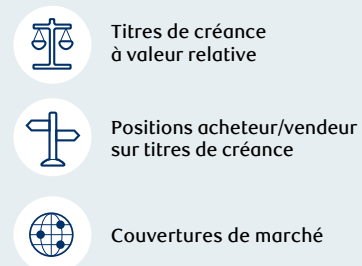 Titres de créance
à valeur relative
Positions acheteur/vendeur
sur titres de créance
Couvertures de marché